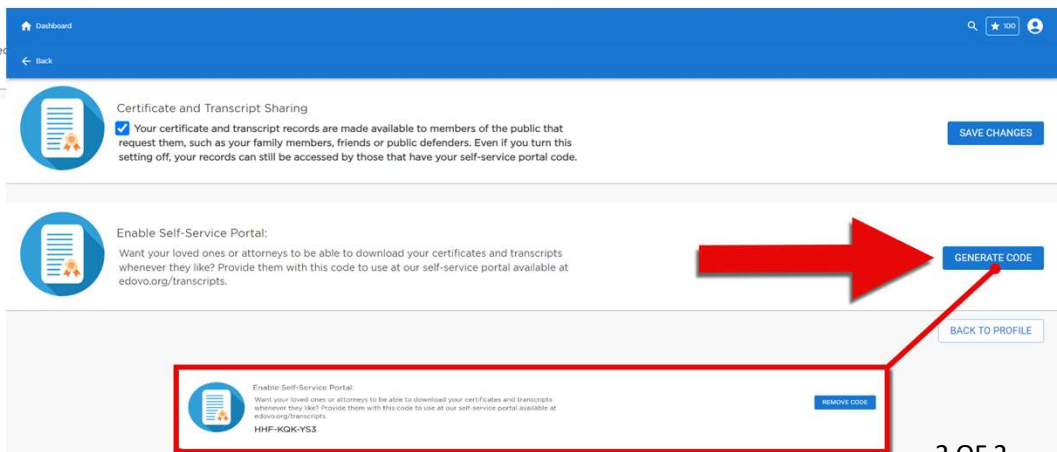 Dashboard
100
Back
Certificate and Transcript Sharing
Your certificate and transcript records are made available to members of the public that
request them, such as your family members, friends or public defenders. Even if you turn this
setting off, your records can still be accessed by those that have your self-service portal code.
SAVE CHANGES
Enable Self-Service Portal:
Want your loved ones or attorneys to be able to download your certificates and transcripts
whenever they like? Provide them with this code to use at our self-service portal available at
edovo.org/transcripts.
GENERATE CODE
BACK TO PROFILE
Enable Self-Service Portal:
Want your loved ones or attorneys to be able to download your certificates and transcripts
whenever they like? Provide them with this code to use at our self-service portal available at
edovo.org/transcripts.
HHF-KQK-YS3
REMOVE CODE